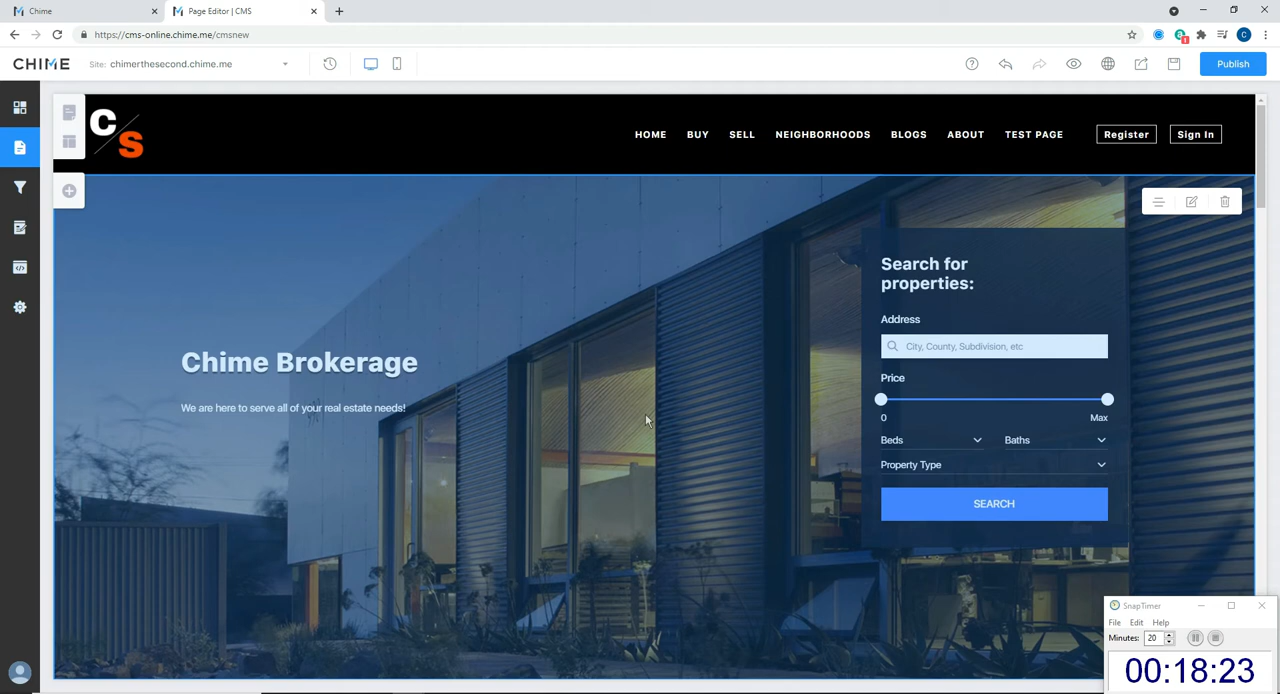 Chime
Page Editor | CMS
https://cms-online.chime.me/cmsnew
1
C
CHIME
Site: chimerthesecond.chime.me
Publish
CS
HOME
BUY
SELL
NEIGHBORHOODS
BLOGS
ABOUT
TEST PAGE
Register
Sign In
Search for
properties:
Address
City, County, Subdivision, etc
Price
0
Max
Beds
Baths
Property Type
SEARCH
Chime Brokerage
We are here to serve all of your real estate needs!
SnapTimer
File
Edit
Help
Minutes: 20
00:18:23